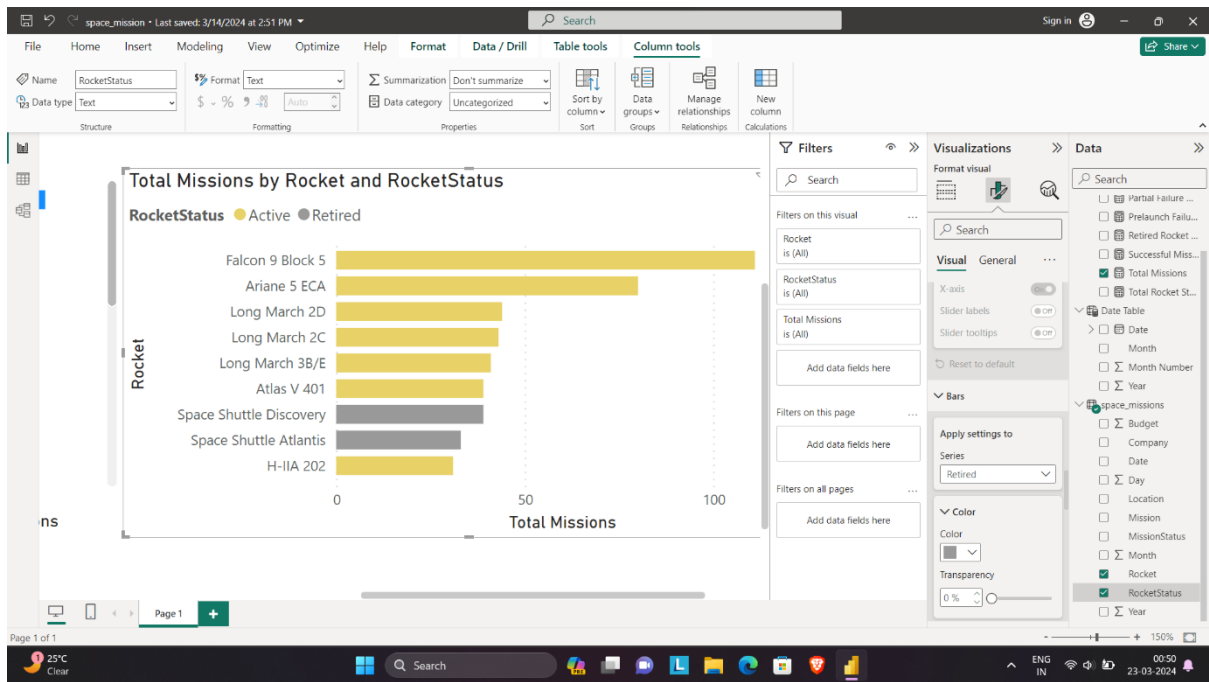 space_mission • Last saved: 3/14/2024 at 2:51 PM
Search
Sign in
File Home Insert Modeling View Optimize Help Format Data / Drill Table tools Column tools
Share
Name RocketStatus
Data type Text
Structure
$% Format Text
$ % Auto
Formatting
Summarization Don't summarize
Data category Uncategorized
Properties
Sort by column
Sort
Data groups
Groups
Manage relationships
Relationships
New column
Calculations
Total Missions by Rocket and RocketStatus
RocketStatus Active Retired
Rocket
Falcon 9 Block 5
Ariane 5 ECA
Long March 2D
Long March 2C
Long March 3B/E
Atlas V 401
Space Shuttle Discovery
Space Shuttle Atlantis
H-IIA 202
0 50 100
Total Missions
ns
Filters
Search
Filters on this visual ...
Rocket
is (All)
RocketStatus
is (All)
Total Missions
is (All)
Add data fields here
Filters on this page ...
Add data fields here
Filters on all pages ...
Add data fields here
Visualizations
Format visual
Search
Visual General ...
X-axis On
Slider labels Off
Slider tooltips Off
Reset to default
Bars
Apply settings to
Series
Retired
Color
Color
Transparency
0 %
Data
Search
Partial Failure ...
Prelaunch Failu...
Retired Rocket ...
Successful Miss...
Total Missions
Total Rocket St...
Date Table
Date
Month
Month Number
Year
space_missions
Budget
Company
Date
Day
Location
Mission
MissionStatus
Month
Rocket
RocketStatus
Year
Page 1
Page 1 of 1
- + 150%
1
25°C
Clear
Search
PRE
L
ENG
IN
00:50
23-03-2024